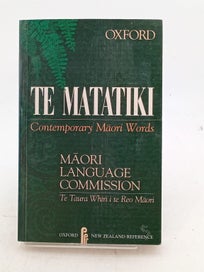 OXFORD
TE MATATIKI
Contemporary Māori Words
MĀORI
LANGUAGE
COMMISSION
Te Taura Whiri i te Reo Māori
OXFORD NEW ZEALAND REFERENCE